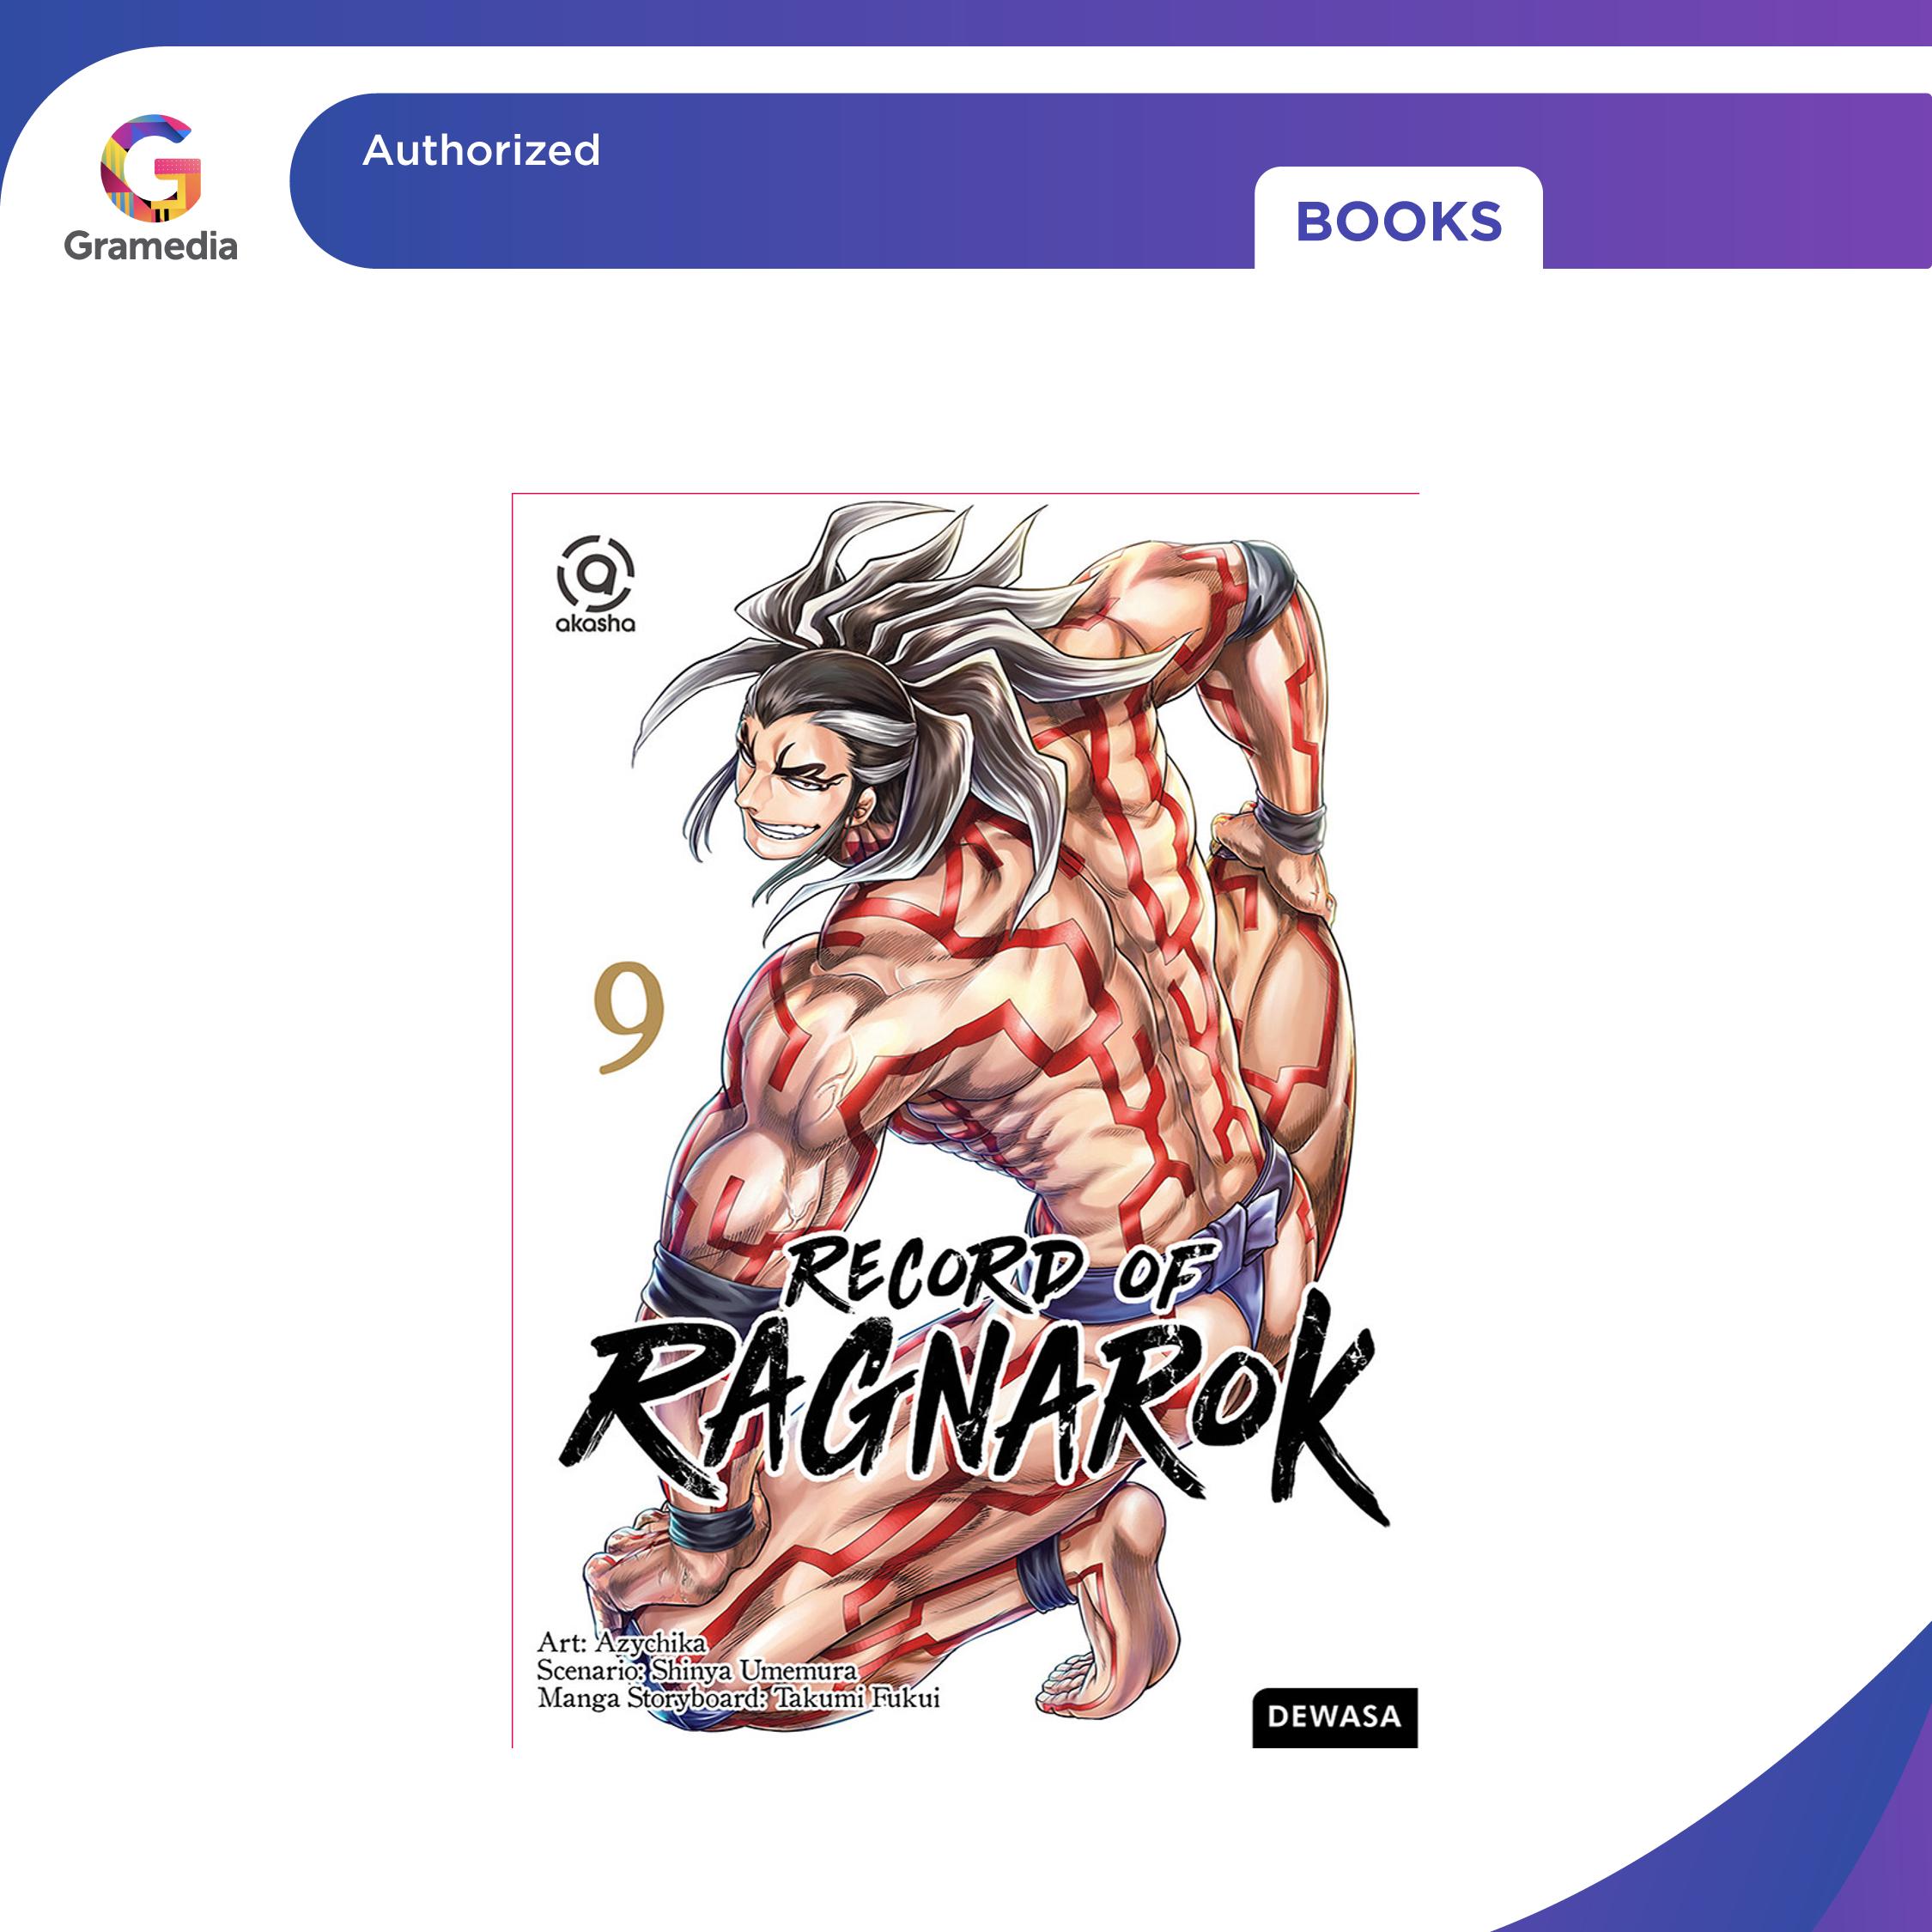 Authorized
BOOKS
Gramedia
akasha
9
RECORD OF
RAGNAROK
Art: Azychika
Scenario: Shinya Umemura
Manga Storyboard: Takumi Fukui
DEWASA